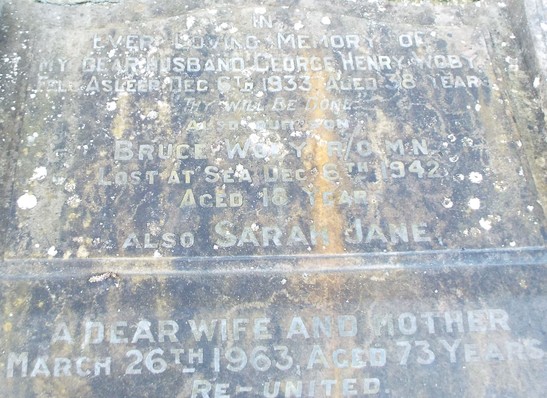 IN
EVER LOVING MEMORY OF
MY DEAR HUSBAND GEORGE HENRY WOBY
FELL ASLEEP DEC 6TH 1933 AGED 38 YEARS
THY WILL BE DONE
ALSO OUR SON
BRUCE WOBY R/O M.N.
LOST AT SEA DEC 8TH 1942
AGED 18 YEARS
ALSO SARAH JANE,
A DEAR WIFE AND MOTHER
MARCH 26TH 1963, AGED 73 YEARS.
RE-UNITED.